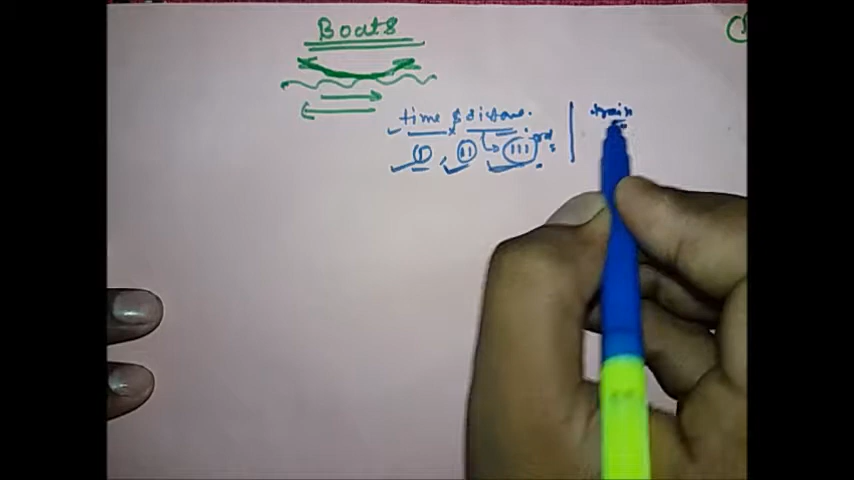 Boats
time & distance. | train
I, II III